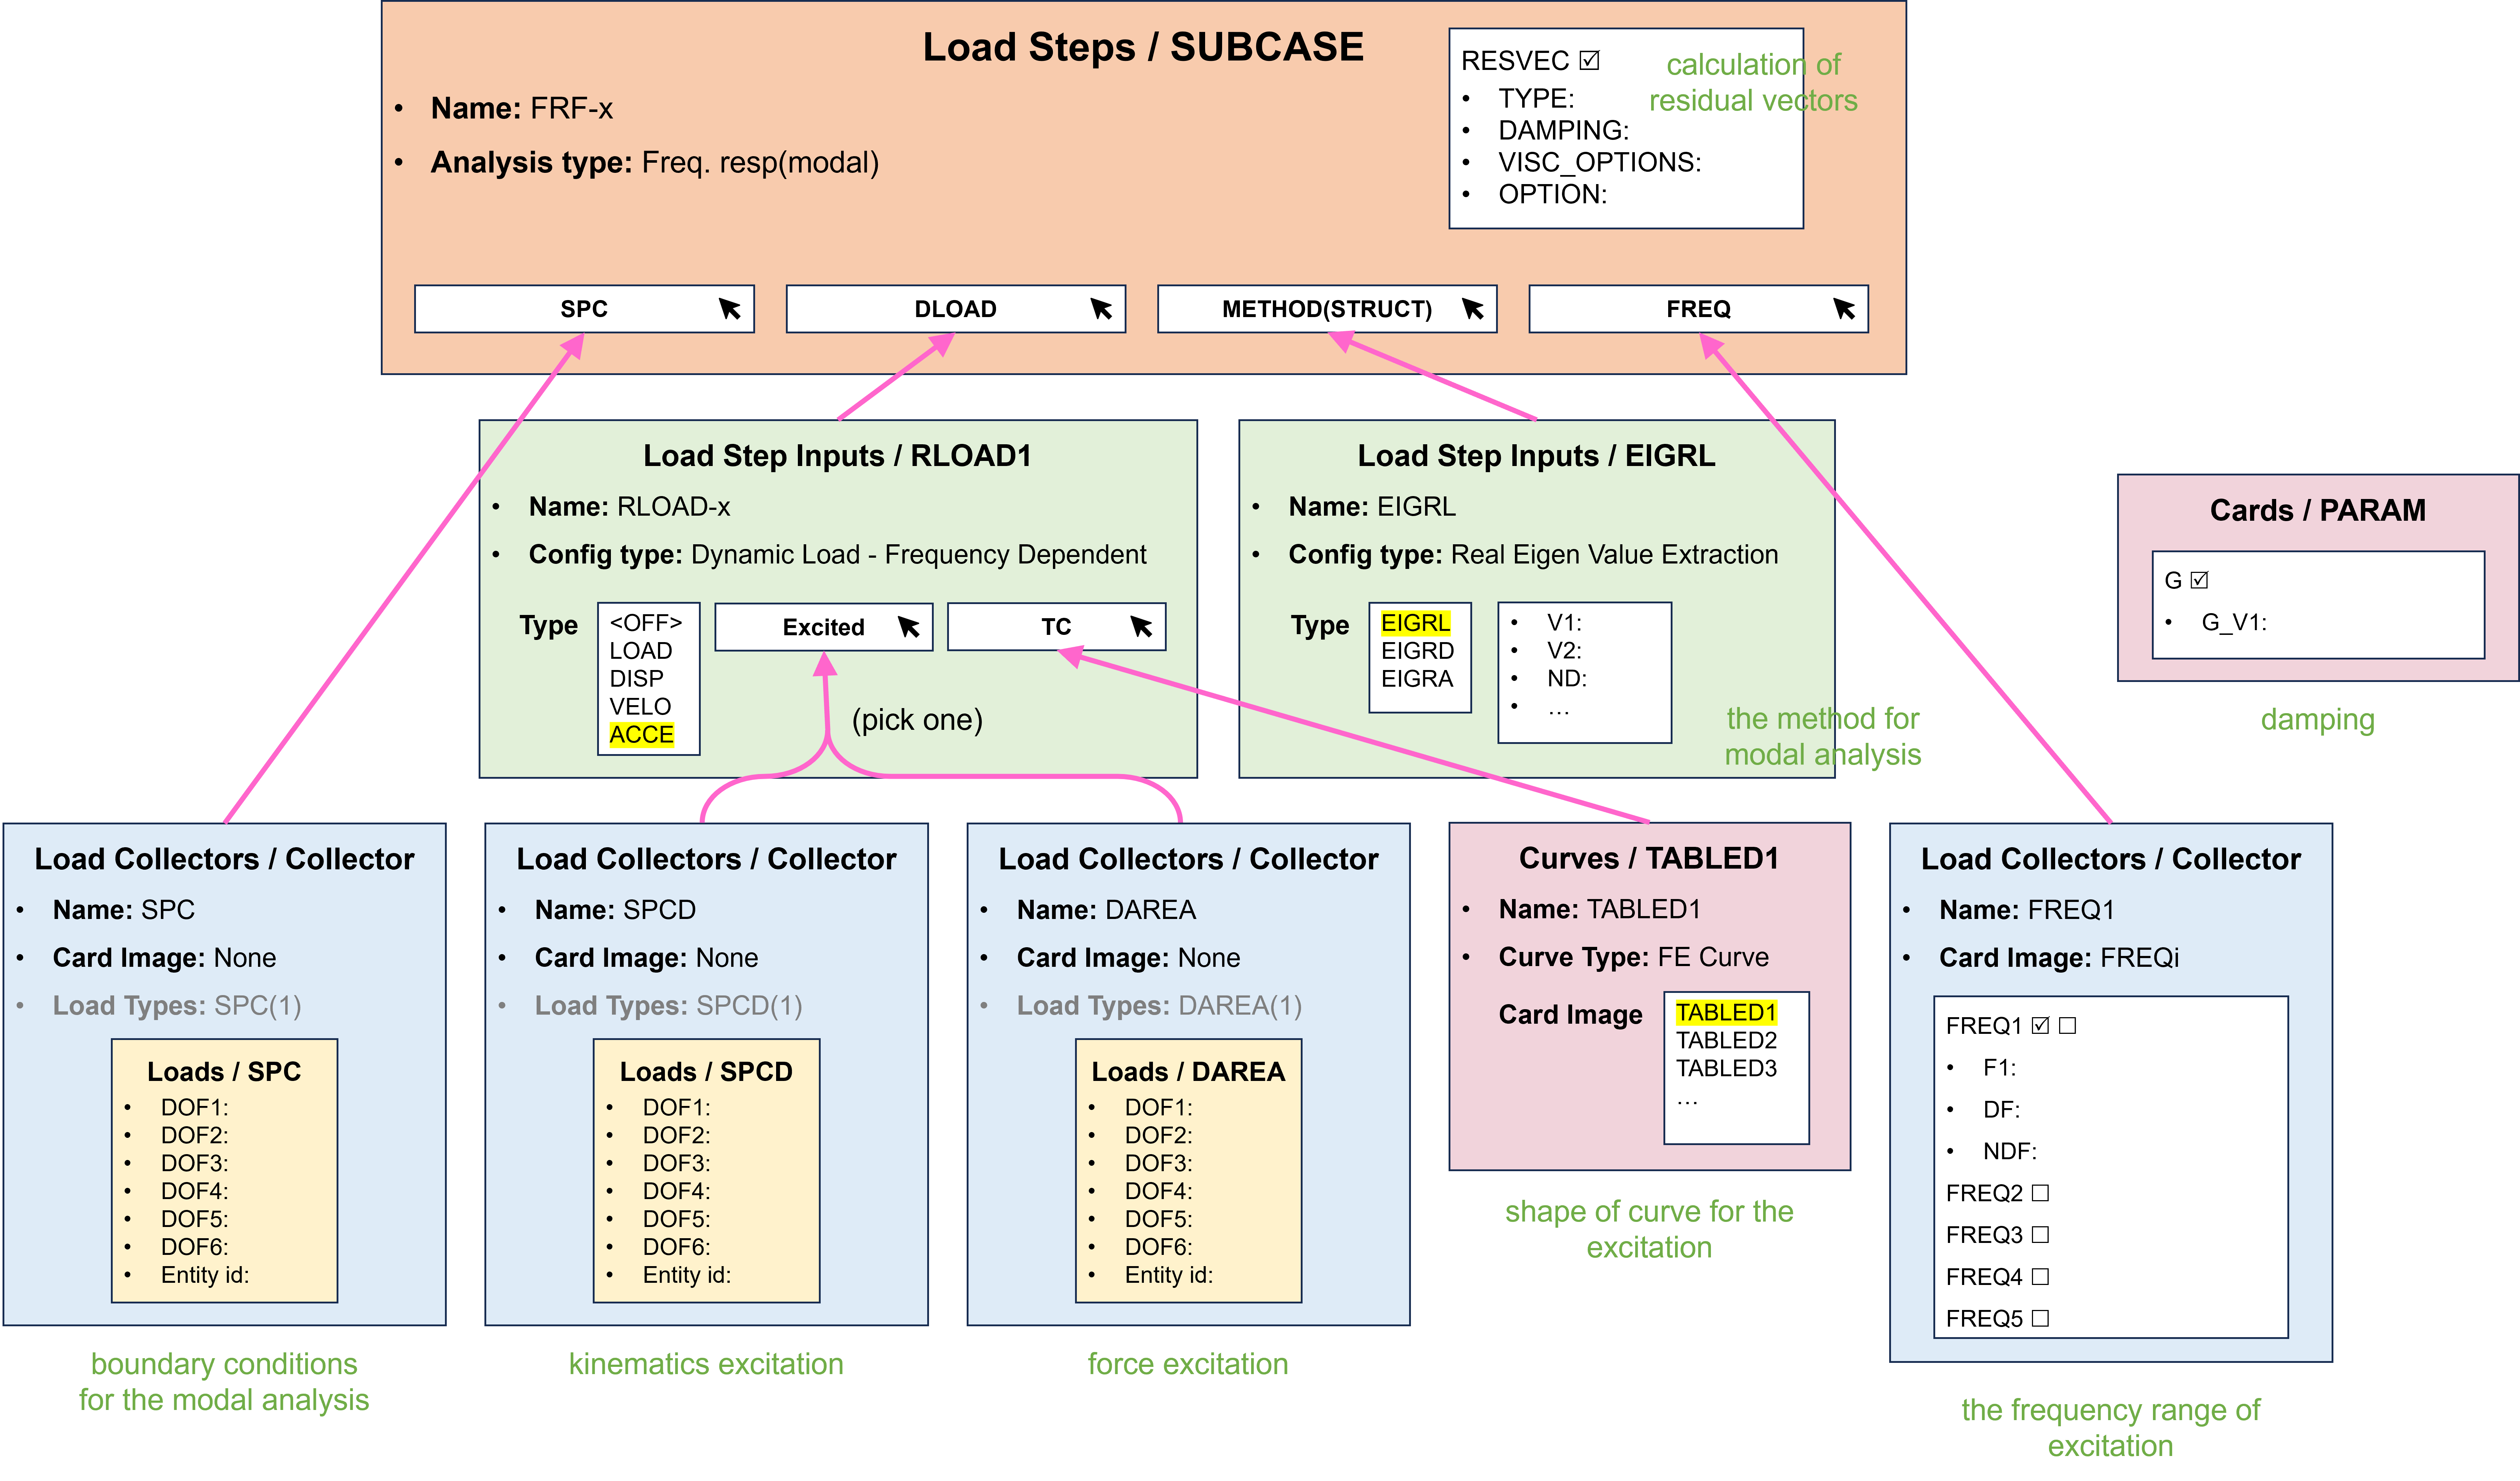 Load Steps / SUBCASE
• Name: FRF-x
• Analysis type: Freq. resp(modal)
RESVEC ☑
calculation of
residual vectors
• TYPE:
• DAMPING:
• VISC_OPTIONS:
• OPTION:
SPC
DLOAD
METHOD(STRUCT)
FREQ
Load Step Inputs / RLOAD1
• Name: RLOAD-x
• Config type: Dynamic Load - Frequency Dependent
Type
<OFF>
LOAD
DISP
VELO
ACCE
Excited
TC
(pick one)
Load Step Inputs / EIGRL
• Name: EIGRL
• Config type: Real Eigen Value Extraction
Type
EIGRL
EIGRD
EIGRA
• V1:
• V2:
• ND:
• …
the method for
modal analysis
Cards / PARAM
G ☑
• G_V1:
damping
Load Collectors / Collector
• Name: SPC
• Card Image: None
• Load Types: SPC(1)
Loads / SPC
• DOF1:
• DOF2:
• DOF3:
• DOF4:
• DOF5:
• DOF6:
• Entity id:
boundary conditions
for the modal analysis
Load Collectors / Collector
• Name: SPCD
• Card Image: None
• Load Types: SPCD(1)
Loads / SPCD
• DOF1:
• DOF2:
• DOF3:
• DOF4:
• DOF5:
• DOF6:
• Entity id:
kinematics excitation
Load Collectors / Collector
• Name: DAREA
• Card Image: None
• Load Types: DAREA(1)
Loads / DAREA
• DOF1:
• DOF2:
• DOF3:
• DOF4:
• DOF5:
• DOF6:
• Entity id:
force excitation
Curves / TABLED1
• Name: TABLED1
• Curve Type: FE Curve
Card Image
TABLED1
TABLED2
TABLED3
…
shape of curve for the
excitation
Load Collectors / Collector
• Name: FREQ1
• Card Image: FREQi
FREQ1 ☑ ☐
• F1:
• DF:
• NDF:
FREQ2 ☐
FREQ3 ☐
FREQ4 ☐
FREQ5 ☐
the frequency range of
excitation